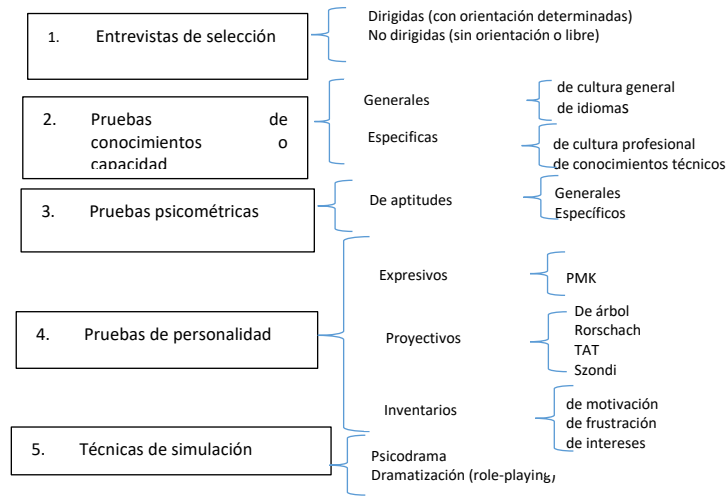 1. Entrevistas de selección
Dirigidas (con orientación determinadas)
No dirigidas (sin orientación o libre)
2. Pruebas de
conocimientos o
capacidad
Generales
de cultura general
de idiomas
Especificas
de cultura profesional
de conocimientos técnicos
3. Pruebas psicométricas
De aptitudes
Generales
Específicos
4. Pruebas de personalidad
Expresivos
PMK
Proyectivos
De árbol
Rorschach
TAT
Szondi
Inventarios
de motivación
de frustración
de intereses
5. Técnicas de simulación
Psicodrama
Dramatización (role-playing)